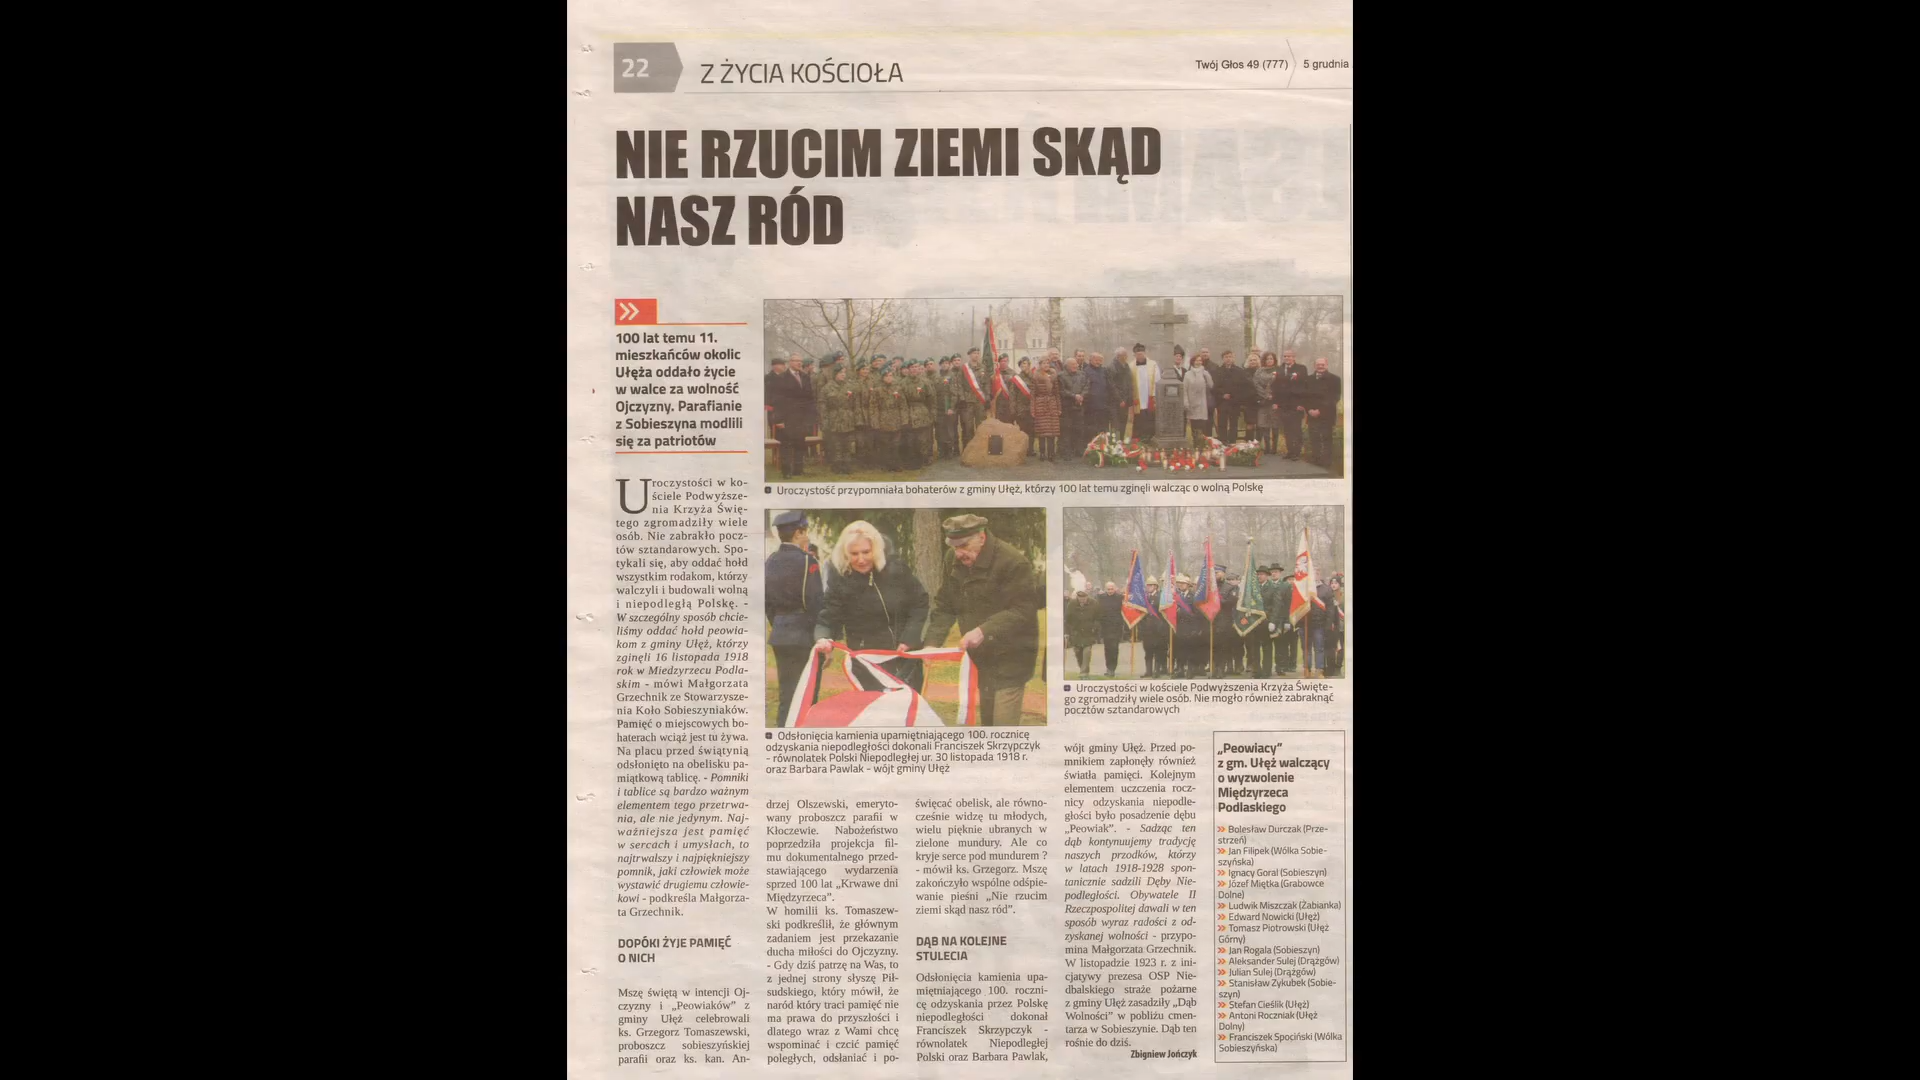 22
Z ŻYCIA KOŚCIOŁA
Twój Głos 49 (777)
5 grudnia
NIE RZUCIM ZIEMI SKĄD
NASZ RÓD
100 lat temu 11.
mieszkańców okolic
Ułęża oddało życie
w walce za wolność
Ojczyzny. Parafianie
z Sobieszyna modlili
się za patriotów
Uroczystości w ko-
ściele Podwyższe-
nia Krzyża Świę-
tego zgromadziły wiele
osób. Nie zabrakło pocz-
tów sztandarowych. Spo-
tykali się, aby oddać hołd
wszystkim rodakom, którzy
walczyli i budowali wolną
i niepodległą Polskę. -
W szczególny sposób chcie-
liśmy oddać hołd peowia-
kom z gminy Ułęż, którzy
zginęli 16 listopada 1918
rok w Miedzyrzecu Podla-
skim - mówi Małgorzata
Grzechnik ze Stowarzysze-
nia Koło Sobieszyniaków.
Pamięć o miejscowych bo-
haterach wciąż jest tu żywa.
Na placu przed świątynią
odsłonięto na obelisku pa-
miątkową tablicę. - Pomniki
i tablice są bardzo ważnym
elementem tego przetrwa-
nia, ale nie jedynym. Naj-
ważniejsza jest pamięć
w sercach i umysłach, to
najtrwalszy i najpiękniejszy
pomnik, jaki człowiek może
wystawić drugiemu człowie-
kowi - podkreśla Małgorza-
ta Grzechnik.
DOPÓKI ŻYJE PAMIĘĆ
O NICH
Mszę świętą w intencji Oj-
czyzny i „Peowiaków” z
gminy Ułęż celebrowali
ks. Grzegorz Tomaszewski,
proboszcz sobieszyńskiej
parafii oraz ks. kan. An-
Uroczystość przypomniała bohaterów z gminy Ułęż, którzy 100 lat temu zginęli walcząc o wolną Polskę
Odsłonięcia kamienia upamiętniającego 100. rocznicę
odzyskania niepodległości dokonali Franciszek Skrzypczyk
- równolatek Polski Niepodległej ur. 30 listopada 1918 r.
oraz Barbara Pawlak - wójt gminy Ułęż
Uroczystości w kościele Podwyższenia Krzyża Święte-
go zgromadziły wiele osób. Nie mogło również zabraknąć
pocztów sztandarowych
drzej Olszewski, emeryto-
wany proboszcz parafii w
Kłoczewie. Nabożeństwo
poprzedziła projekcja fil-
mu dokumentalnego przed-
stawiającego wydarzenia
sprzed 100 lat „Krwawe dni
Międzyrzeca”.
W homilii ks. Tomaszew-
ski podkreślił, że głównym
zadaniem jest przekazanie
ducha miłości do Ojczyzny.
- Gdy dziś patrzę na Was, to
z jednej strony słyszę Pił-
sudskiego, który mówił, że
naród który traci pamięć nie
ma prawa do przyszłości i
dlatego wraz z Wami chcę
wspominać i czcić pamięć
poległych, odsłaniać i po-
święcać obelisk, ale równo-
cześnie widzę tu młodych,
wielu pięknie ubranych w
zielone mundury. Ale co
kryje serce pod mundurem ?
- mówił ks. Grzegorz. Mszę
zakończyło wspólne odśpie-
wanie pieśni „Nie rzucim
ziemi skąd nasz ród”.
DĄB NA KOLEJNE
STULECIA
Odsłonięcia kamienia upa-
miętniającego 100. roczni-
cę odzyskania przez Polskę
niepodległości dokonał
Franciszek Skrzypczyk -
równolatek Niepodległej
Polski oraz Barbara Pawlak,
wójt gminy Ułęż. Przed po-
mnikiem zapłonęły również
światła pamięci. Kolejnym
elementem uczczenia rocz-
nicy odzyskania niepodle-
głości było posadzenie dębu
„Peowiak”. - Sadząc ten
dąb kontynuujemy tradycję
naszych przodków, którzy
w latach 1918-1928 spon-
tanicznie sadzili Dęby Nie-
podległości. Obywatele II
Rzeczpospolitej dawali w ten
sposób wyraz radości z od-
zyskanej wolności - przypo-
mina Małgorzata Grzechnik.
W listopadzie 1923 r. z ini-
cjatywy prezesa OSP Nie-
dbalskiego straże pożarne
z gminy Ułęż zasadziły „Dąb
Wolności” w pobliżu cmen-
tarza w Sobieszynie. Dąb ten
rośnie do dziś.
Zbigniew Jończyk
„Peowiacy”
z gm. Ułęż walczący
o wyzwolenie
Międzyrzeca
Podlaskiego
Bolesław Durczak (Prze-
strzeń)
Jan Filipek (Wólka Sobie-
szyńska)
Ignacy Goral (Sobieszyn)
Józef Miętka (Grabowce
Dolne)
Ludwik Miszczak (Żabianka)
Edward Nowicki (Ułęż)
Tomasz Piotrowski (Ułęż
Górny)
Jan Rogala (Sobieszyn)
Aleksander Sulej (Drążgów)
Julian Sulej (Drążgów)
Stanisław Zykubek (Sobie-
szyn)
Stefan Cieślik (Ułęż)
Antoni Roczniak (Ułęż
Dolny)
Franciszek Spociński (Wólka
Sobieszyńska)